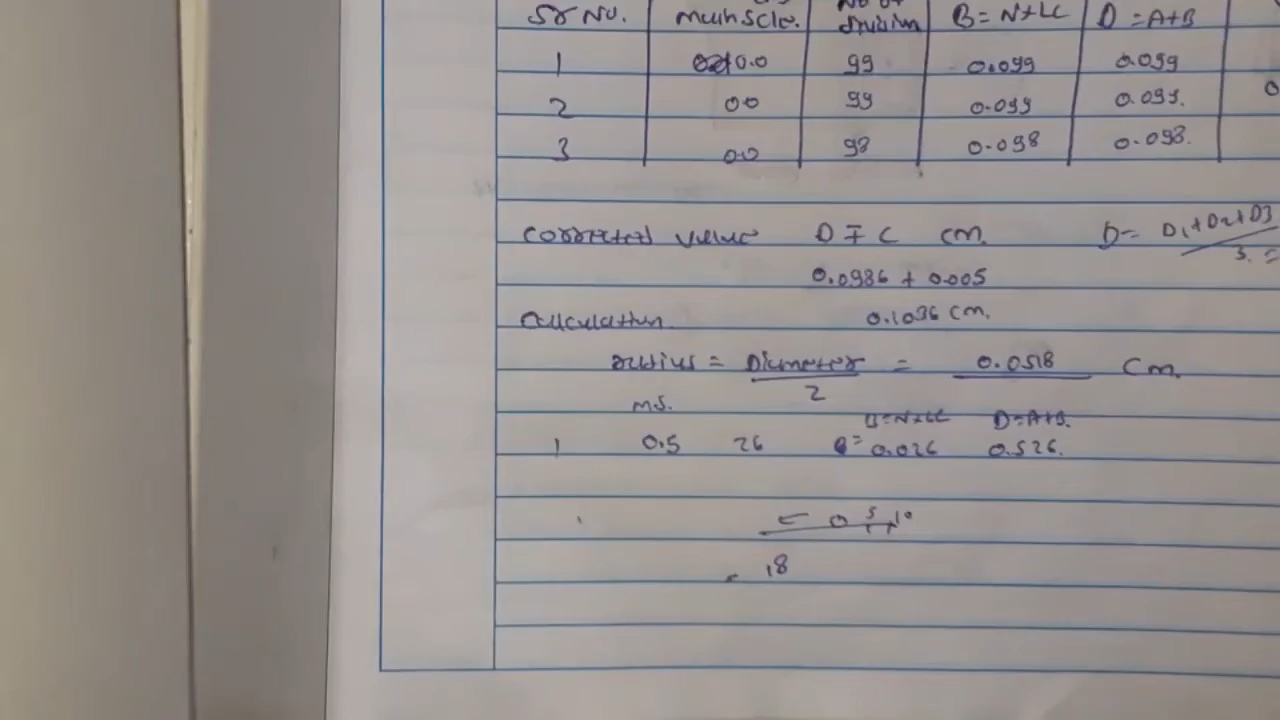 Sr No. main scle. No of division B = N×LC D = A+B
1 0.0 99 0.099 0.099
2 0.0 99 0.099 0.099. 0
3 0.0 98 0.098 0.098.
corrected value D ∓ C cm. D = D1+D2+D3
3. =
0.0986 + 0.005
calculation. 0.1036 cm.
radius = Diameter = 0.0518 cm.
2
m.s. B=N×LC D=A+B.
1 0.5 26 = 0.026 0.526.
18